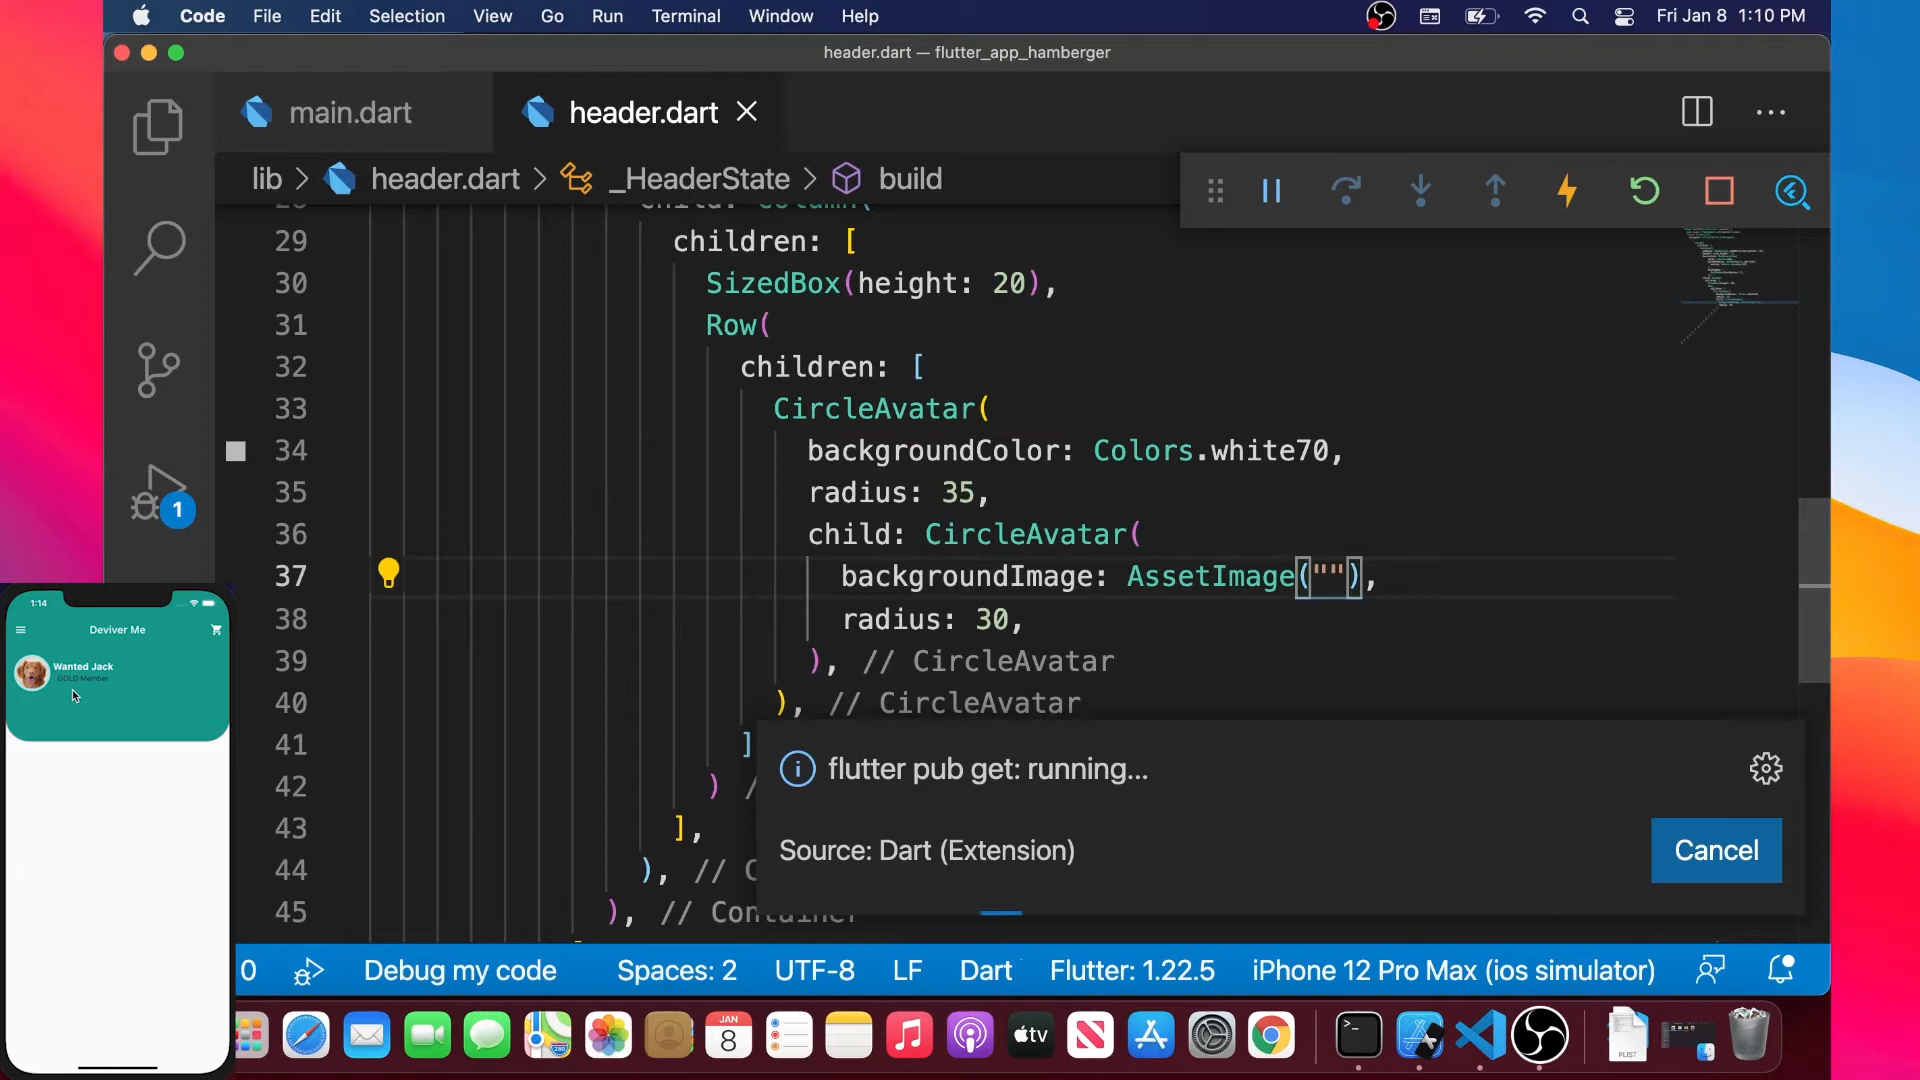 Code File Edit Selection View Go Run Terminal Window Help Fri Jan 8 1:10 PM
header.dart — flutter_app_hamberger
main.dart header.dart
lib > header.dart > _HeaderState > build
29 children: [
30 SizedBox(height: 20),
31 Row(
32 children: [
33 CircleAvatar(
34 backgroundColor: Colors.white70,
35 radius: 35,
36 child: CircleAvatar(
37 backgroundImage: AssetImage(""),
38 radius: 30,
39 ), // CircleAvatar
40 ), // CircleAvatar
41 ]
42 ) /
43 ],
44 ), // C
45 ), // Container
1
flutter pub get: running...
Source: Dart (Extension)
Cancel
1:14
Deviver Me
Wanted Jack
GOLD Member
0 Debug my code Spaces: 2 UTF-8 LF Dart Flutter: 1.22.5 iPhone 12 Pro Max (ios simulator)
JAN
8
tv
PLIST